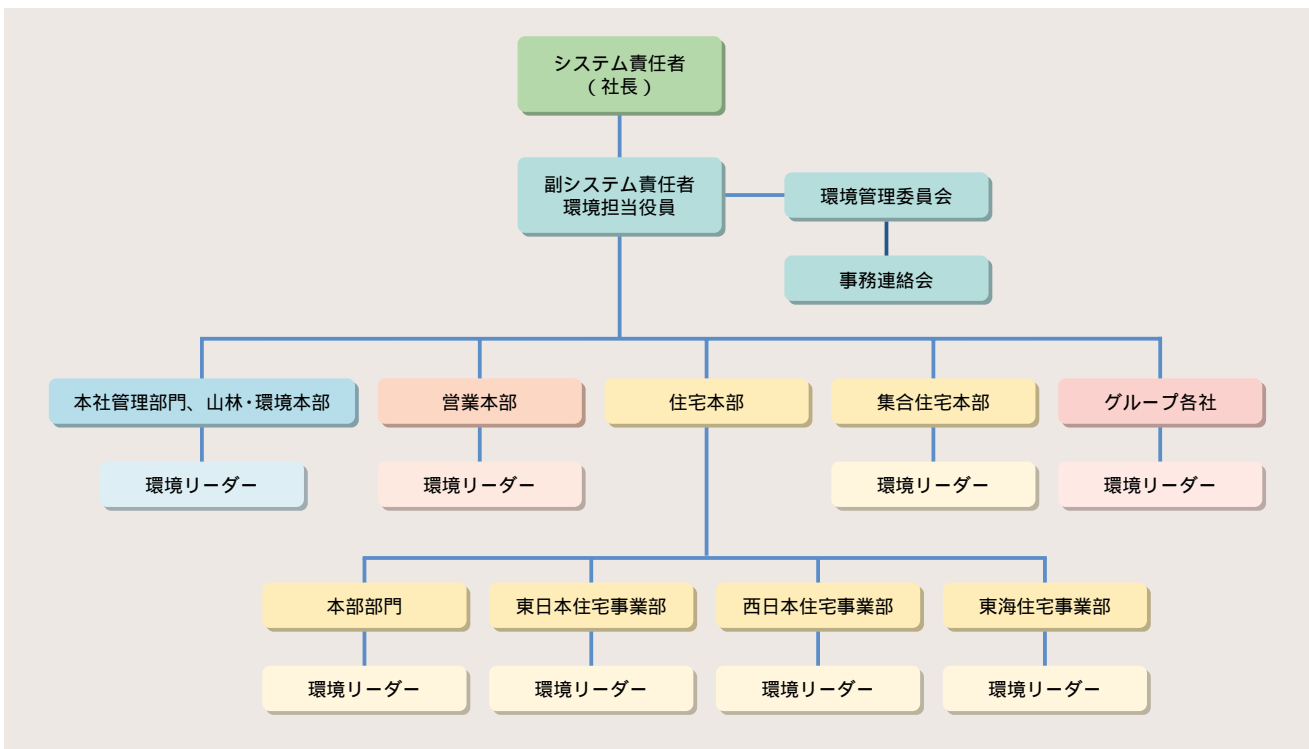 システム責任者
(社長)
副システム責任者
環境担当役員
環境管理委員会
事務連絡会
本社管理部門、山林・環境本部
営業本部
住宅本部
集合住宅本部
グループ各社
環境リーダー
環境リーダー
環境リーダー
環境リーダー
本部部門
東日本住宅事業部
西日本住宅事業部
東海住宅事業部
環境リーダー
環境リーダー
環境リーダー
環境リーダー